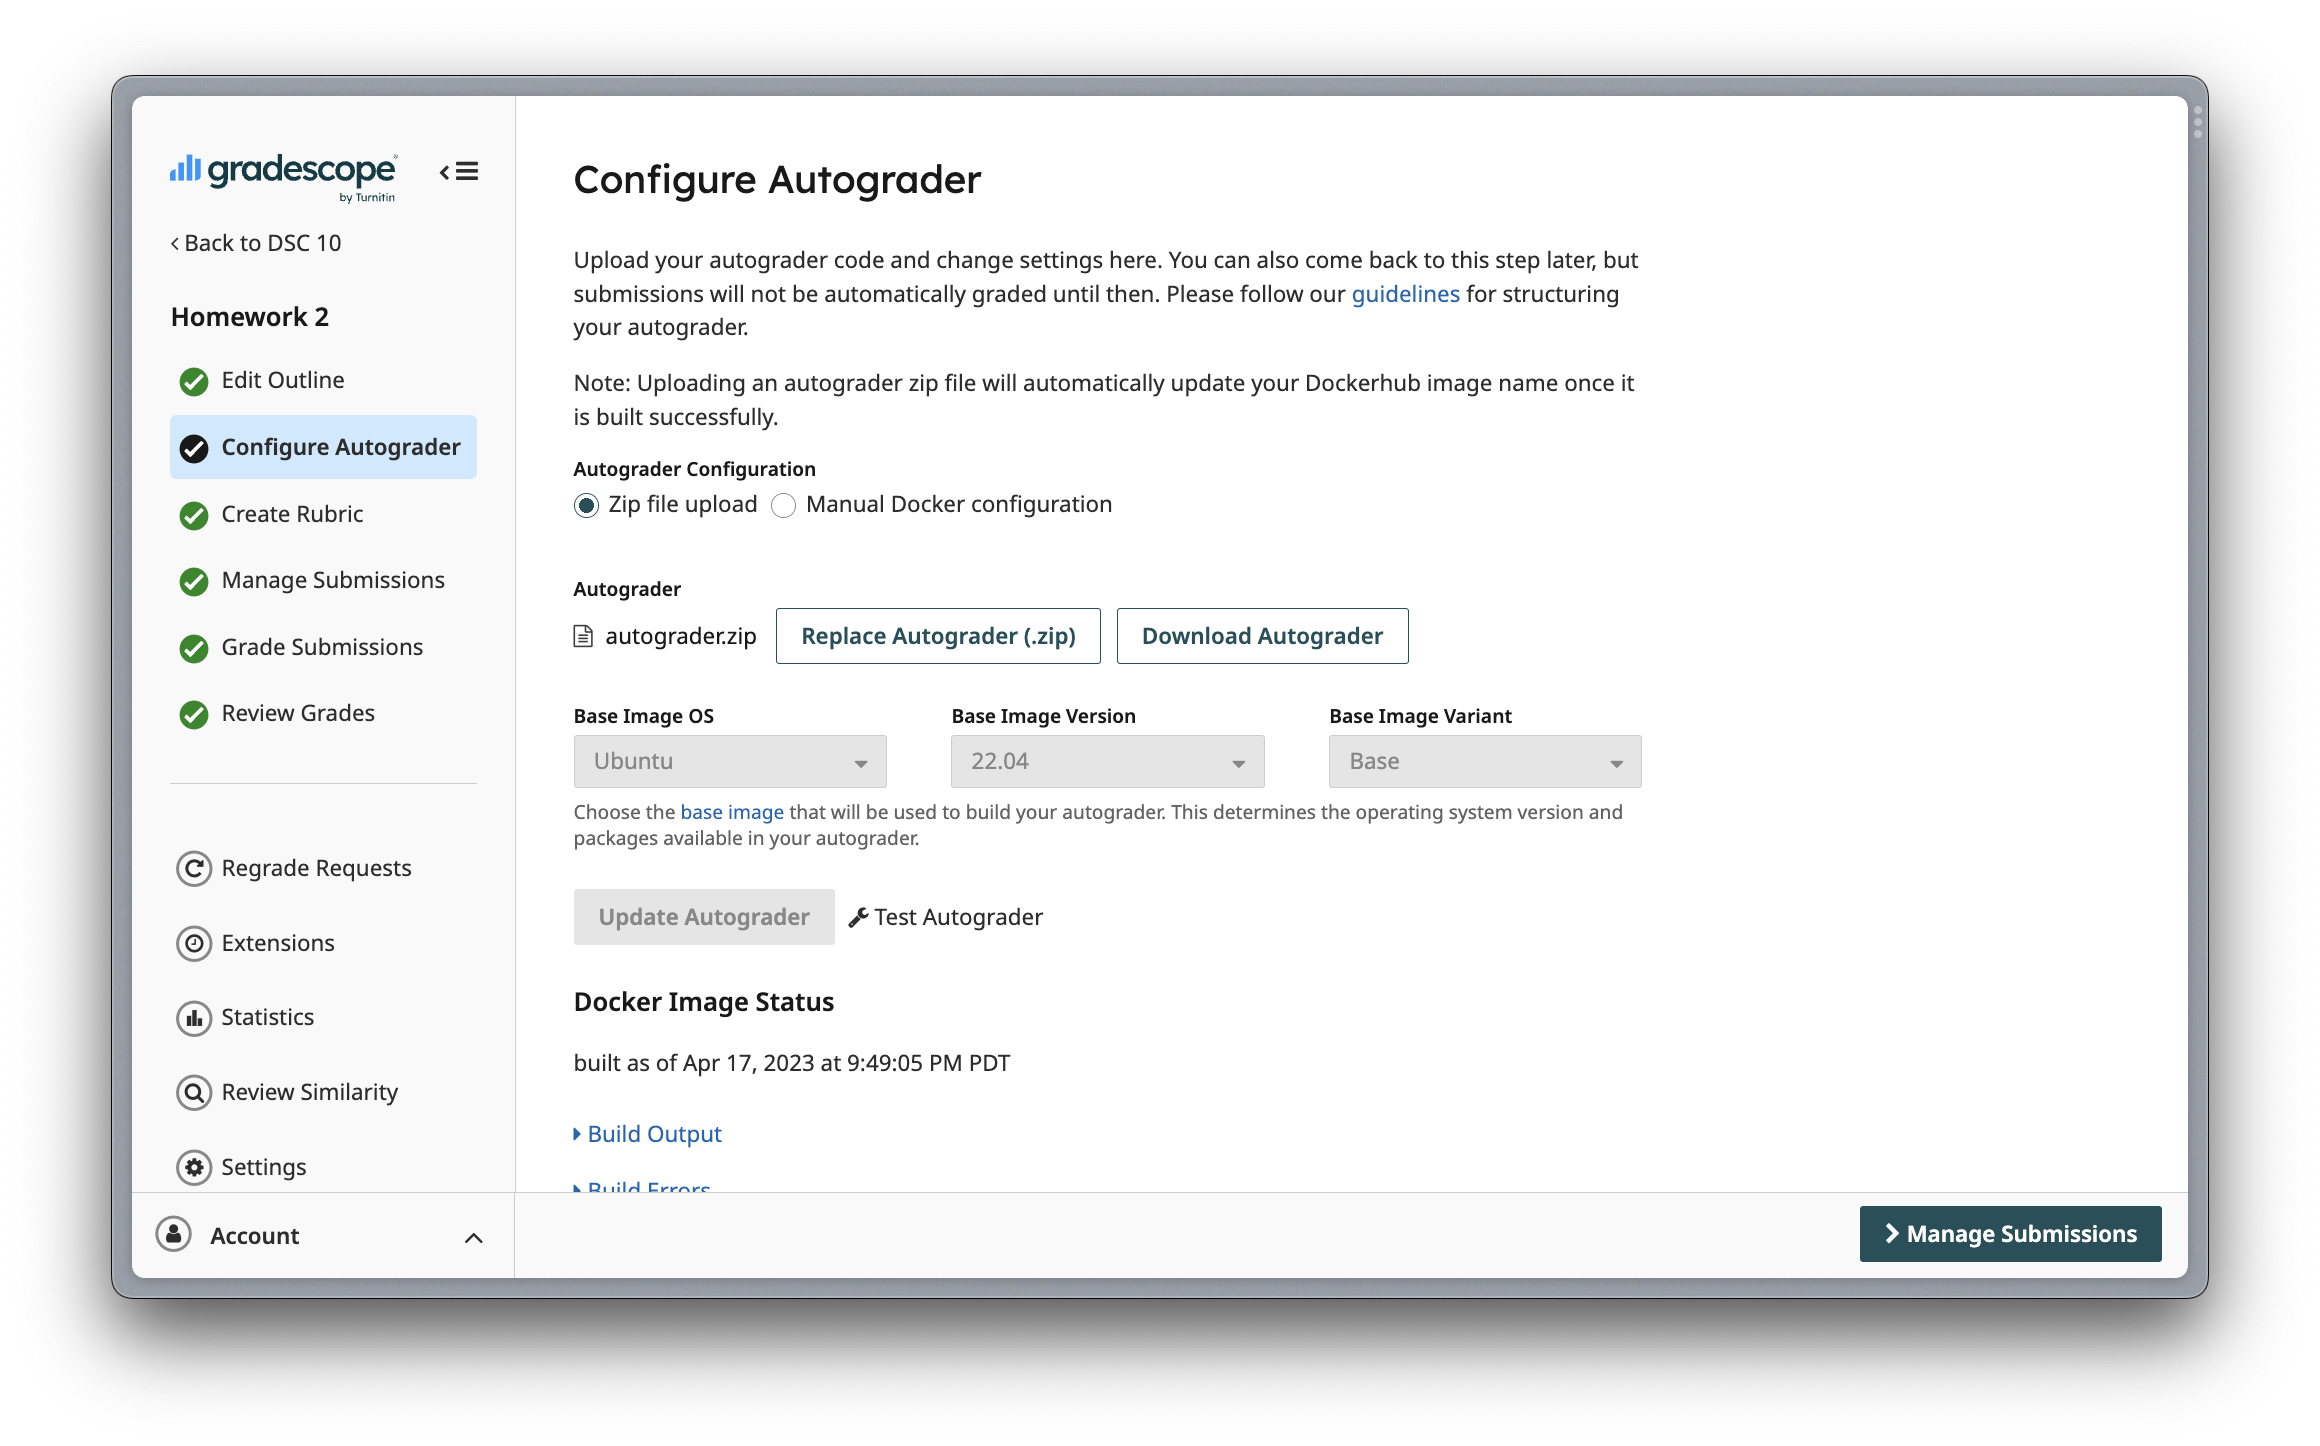 gradescope
by Turnitin
Back to DSC 10
Homework 2
Edit Outline
Configure Autograder
Create Rubric
Manage Submissions
Grade Submissions
Review Grades
Regrade Requests
Extensions
Statistics
Review Similarity
Settings
Account
Configure Autograder
Upload your autograder code and change settings here. You can also come back to this step later, but
submissions will not be automatically graded until then. Please follow our guidelines for structuring
your autograder.
Note: Uploading an autograder zip file will automatically update your Dockerhub image name once it
is built successfully.
Autograder Configuration
Zip file upload Manual Docker configuration
Autograder
autograder.zip Replace Autograder (.zip) Download Autograder
Base Image OS Base Image Version Base Image Variant
Ubuntu 22.04 Base
Choose the base image that will be used to build your autograder. This determines the operating system version and
packages available in your autograder.
Update Autograder Test Autograder
Docker Image Status
built as of Apr 17, 2023 at 9:49:05 PM PDT
Build Output
Build Errors
Manage Submissions